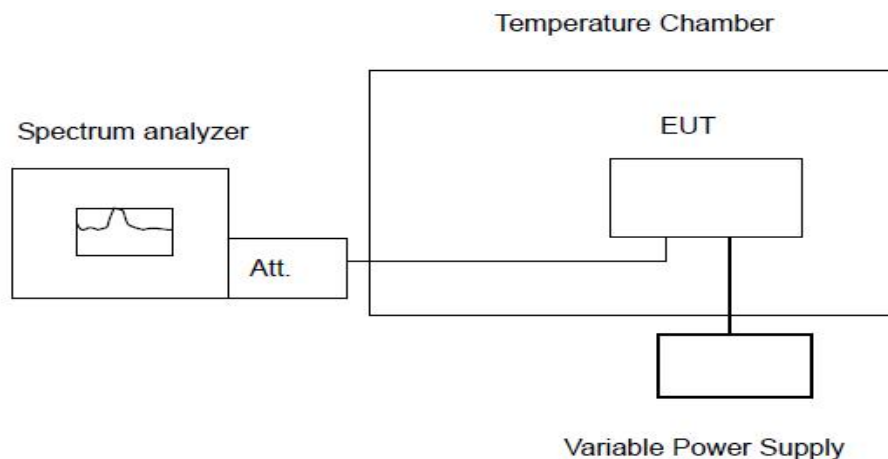 Temperature Chamber
Spectrum analyzer
EUT
Att.
Variable Power Supply